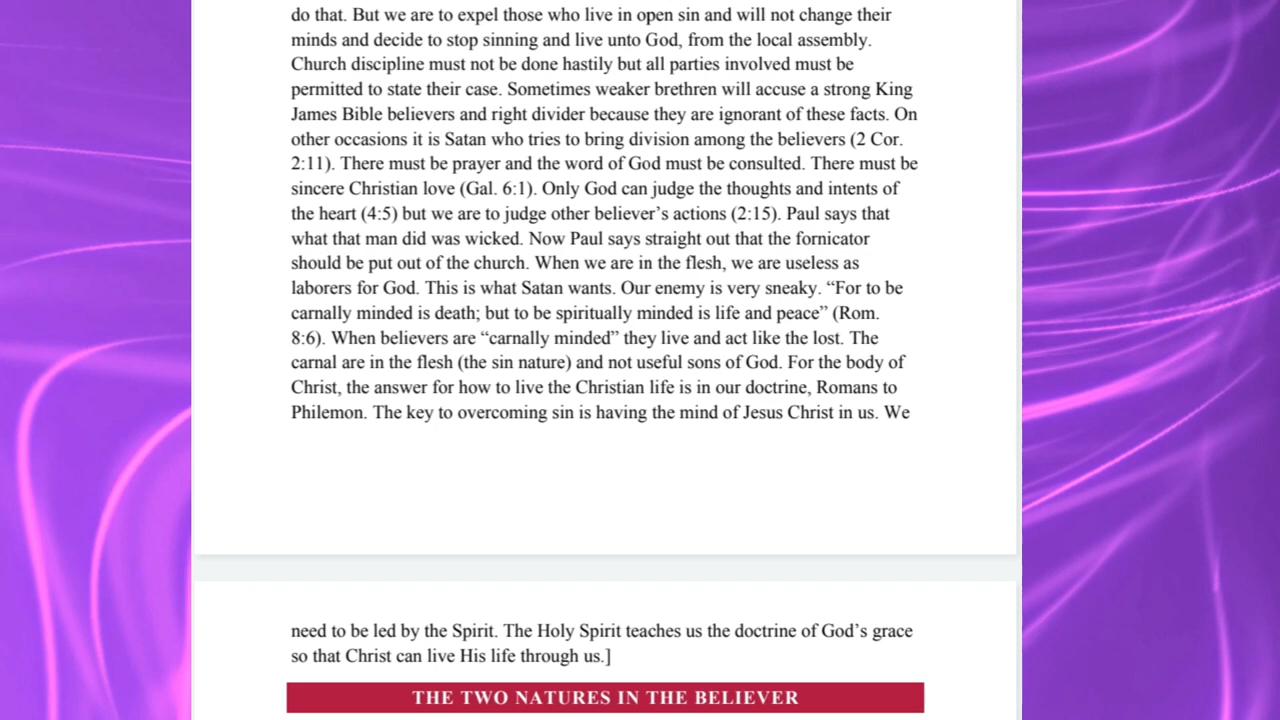 do that. But we are to expel those who live in open sin and will not change their
minds and decide to stop sinning and live unto God, from the local assembly.
Church discipline must not be done hastily but all parties involved must be
permitted to state their case. Sometimes weaker brethren will accuse a strong King
James Bible believers and right divider because they are ignorant of these facts. On
other occasions it is Satan who tries to bring division among the believers (2 Cor.
2:11). There must be prayer and the word of God must be consulted. There must be
sincere Christian love (Gal. 6:1). Only God can judge the thoughts and intents of
the heart (4:5) but we are to judge other believer’s actions (2:15). Paul says that
what that man did was wicked. Now Paul says straight out that the fornicator
should be put out of the church. When we are in the flesh, we are useless as
laborers for God. This is what Satan wants. Our enemy is very sneaky. “For to be
carnally minded is death; but to be spiritually minded is life and peace” (Rom.
8:6). When believers are “carnally minded” they live and act like the lost. The
carnal are in the flesh (the sin nature) and not useful sons of God. For the body of
Christ, the answer for how to live the Christian life is in our doctrine, Romans to
Philemon. The key to overcoming sin is having the mind of Jesus Christ in us. We
need to be led by the Spirit. The Holy Spirit teaches us the doctrine of God’s grace
so that Christ can live His life through us.]
THE TWO NATURES IN THE BELIEVER